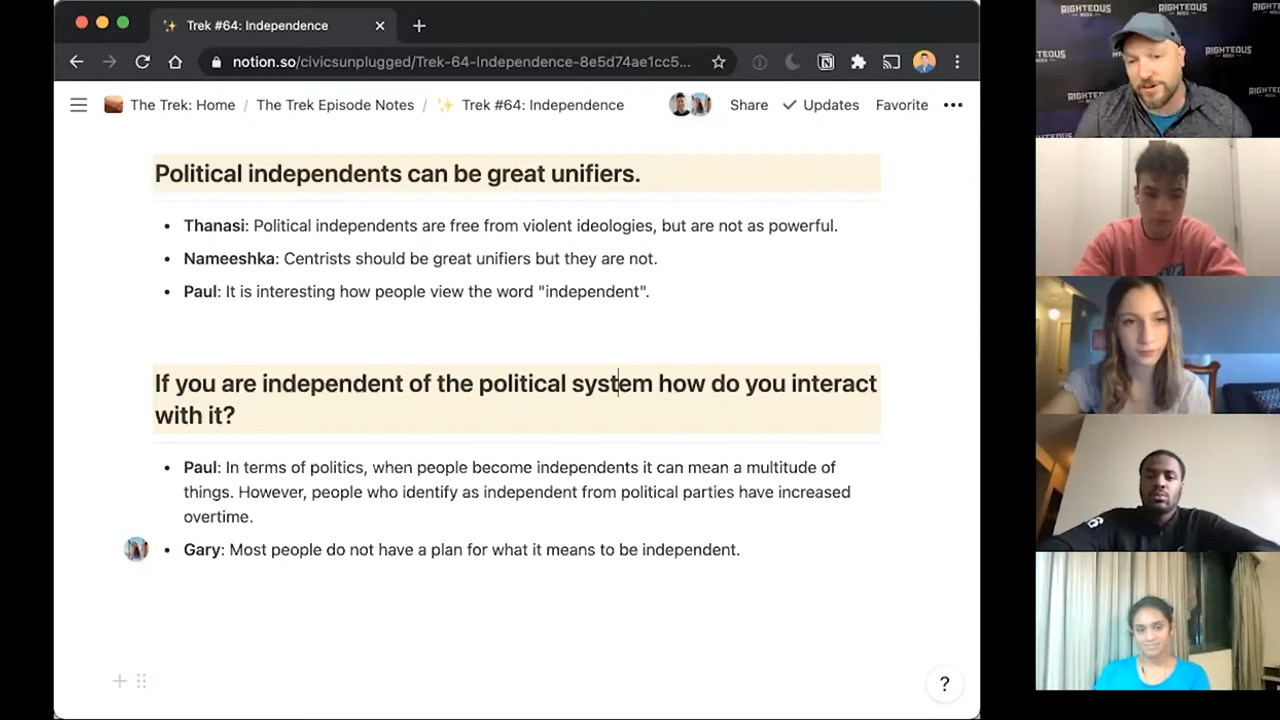 Trek #64: Independence
notion.so/civicsunplugged/Trek-64-Independence-8e5d74ae1cc5...
The Trek: Home / The Trek Episode Notes / Trek #64: Independence Share Updates Favorite
Political independents can be great unifiers.
• Thanasi: Political independents are free from violent ideologies, but are not as powerful.
• Nameeshka: Centrists should be great unifiers but they are not.
• Paul: It is interesting how people view the word "independent".
If you are independent of the political system how do you interact
with it?
• Paul: In terms of politics, when people become independents it can mean a multitude of
things. However, people who identify as independent from political parties have increased
overtime.
• Gary: Most people do not have a plan for what it means to be independent.
?
RIGHTEOUS
MEDIA
RIGHTEOUS
RIGHTEOUS